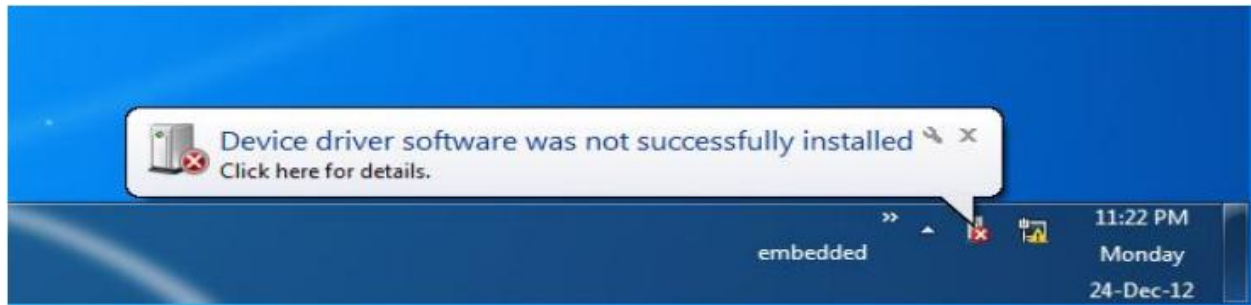 Device driver software was not successfully installed
Click here for details.
embedded
11:22 PM
Monday
24-Dec-12